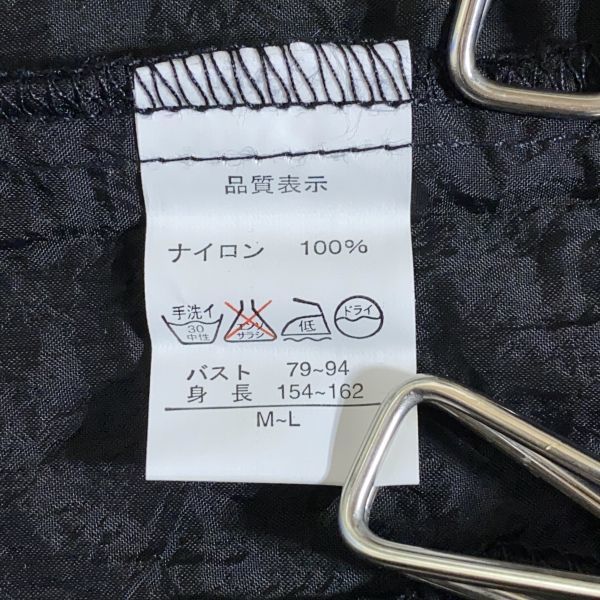 品質表示
ナイロン 100%
手洗イ 30 中性 エンソ サラシ 低 ドライ
バスト 79~94
身長 154~162
M~L